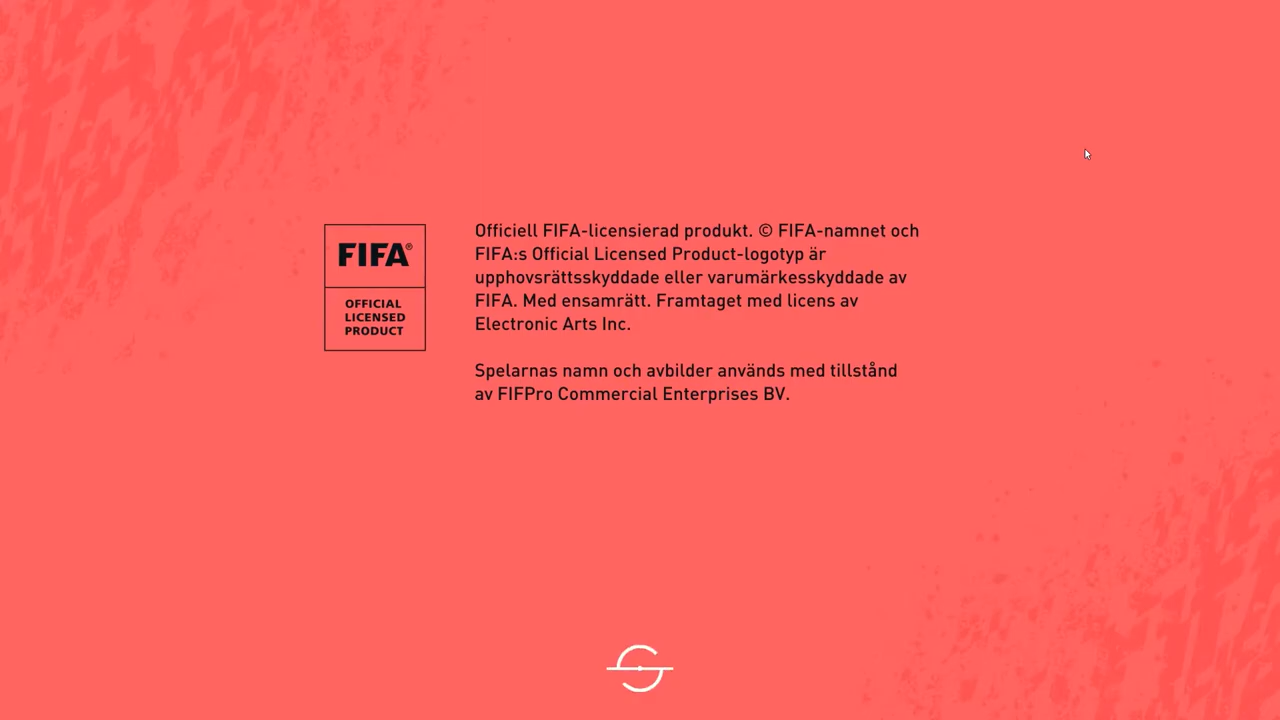 FIFA®
OFFICIAL
LICENSED
PRODUCT
Officiell FIFA-licensierad produkt. © FIFA-namnet och
FIFA:s Official Licensed Product-logotyp är
upphovsrättsskyddade eller varumärkesskyddade av
FIFA. Med ensamrätt. Framtaget med licens av
Electronic Arts Inc.
Spelarnas namn och avbilder används med tillstånd
av FIFPro Commercial Enterprises BV.